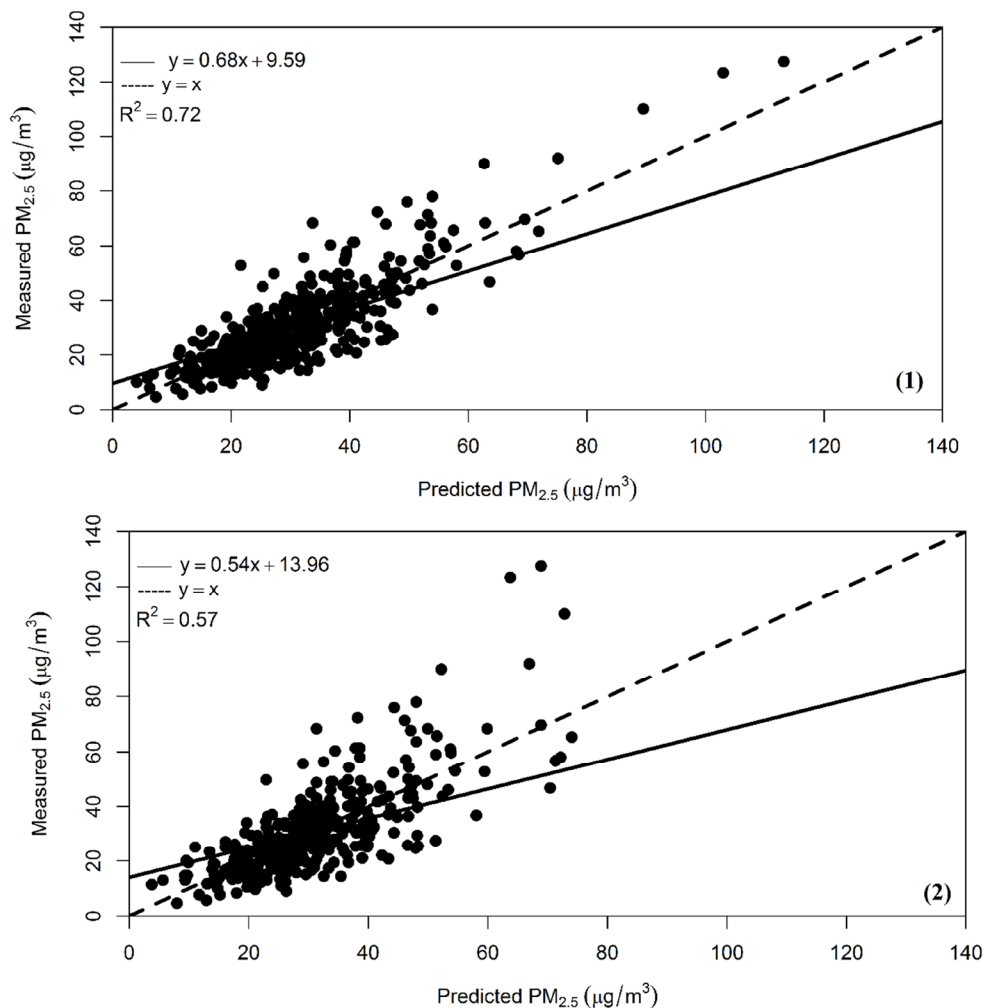 y = 0.68x + 9.59
y = x
R² = 0.72
140
120
100
80
60
40
20
0
Measured PM2.5 (μg/m³)
(1)
0 20 40 60 80 100 120 140
Predicted PM2.5 (μg/m³)
y = 0.54x + 13.96
y = x
R² = 0.57
140
120
100
80
60
40
20
0
Measured PM2.5 (μg/m³)
(2)
0 20 40 60 80 100 120 140
Predicted PM2.5 (μg/m³)